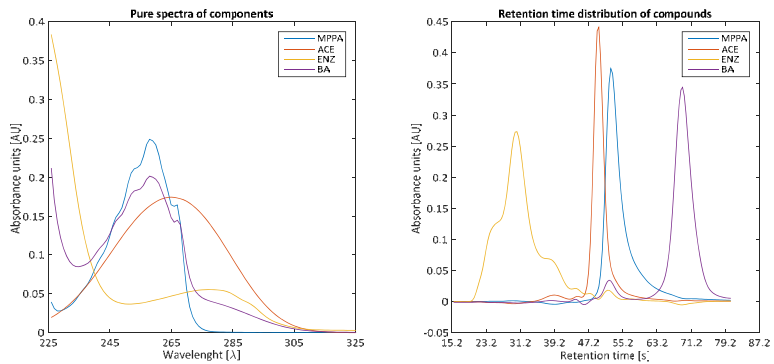 Pure spectra of components
Absorbance units [AU]
0.4
0.35
0.3
0.25
0.2
0.15
0.1
0.05
0
MPPA
ACE
ENZ
BA
225 245 265 285 305 325
Wavelenght [λ]
Retention time distribution of compounds
Absorbance units [AU]
0.45
0.4
0.35
0.3
0.25
0.2
0.15
0.1
0.05
0
-0.05
MPPA
ACE
ENZ
BA
15.2 23.2 31.2 39.2 47.2 55.2 63.2 71.2 79.2 87.2
Retention time [s]